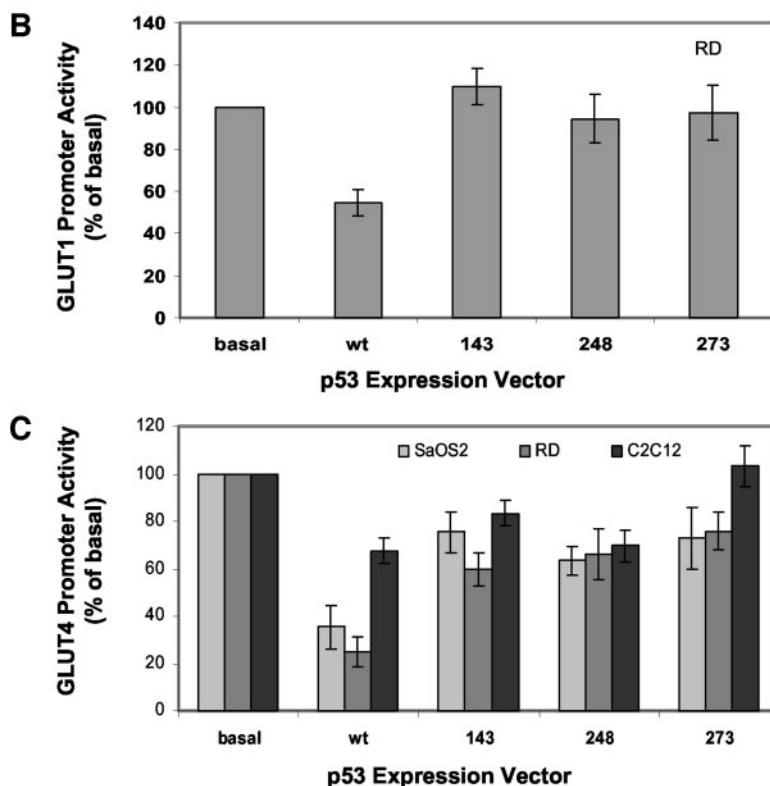 B
GLUT1 Promoter Activity
(% of basal)
140
120
100
80
60
40
20
0
RD
basal wt 143 248 273
p53 Expression Vector
C
GLUT4 Promoter Activity
(% of basal)
120
100
80
60
40
20
0
SaOS2 RD C2C12
basal wt 143 248 273
p53 Expression Vector